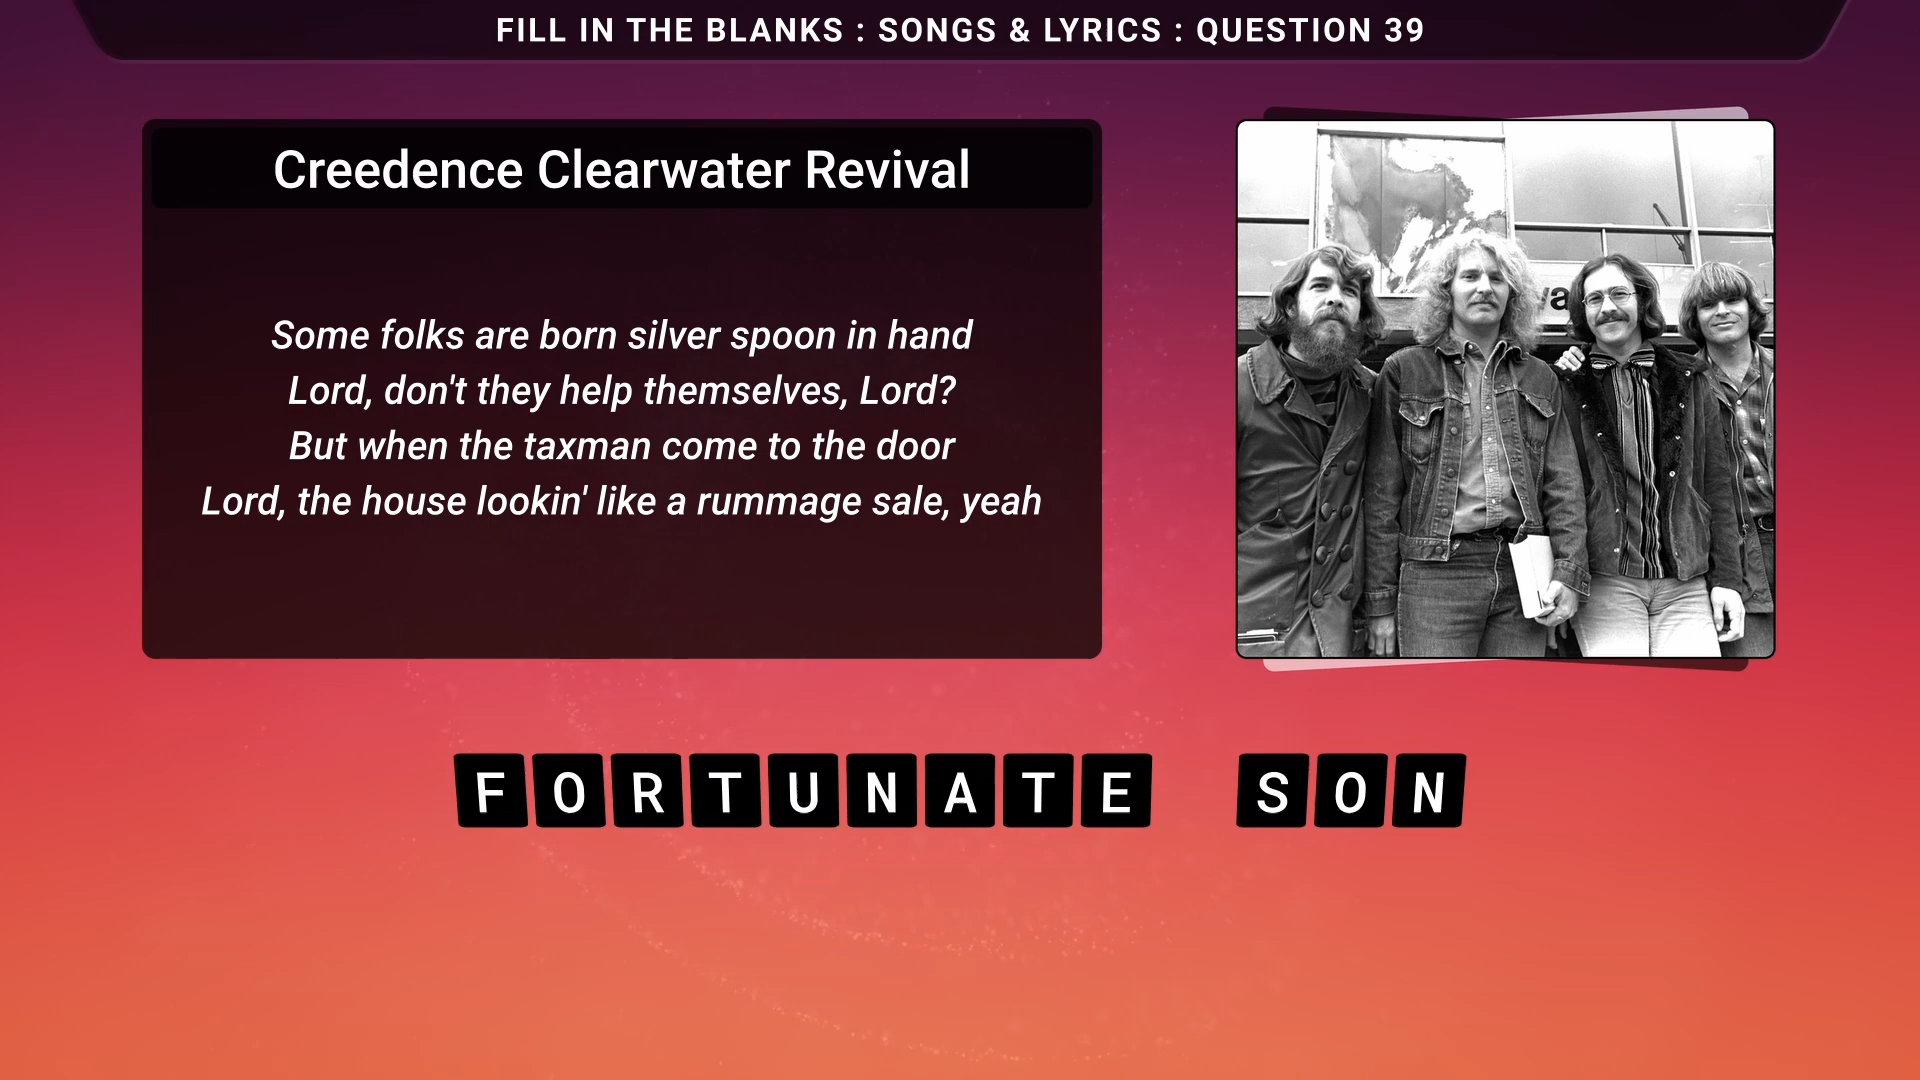 FILL IN THE BLANKS : SONGS & LYRICS : QUESTION 39
Creedence Clearwater Revival
Some folks are born silver spoon in hand
Lord, don't they help themselves, Lord?
But when the taxman come to the door
Lord, the house lookin' like a rummage sale, yeah
FORTUNATE SON